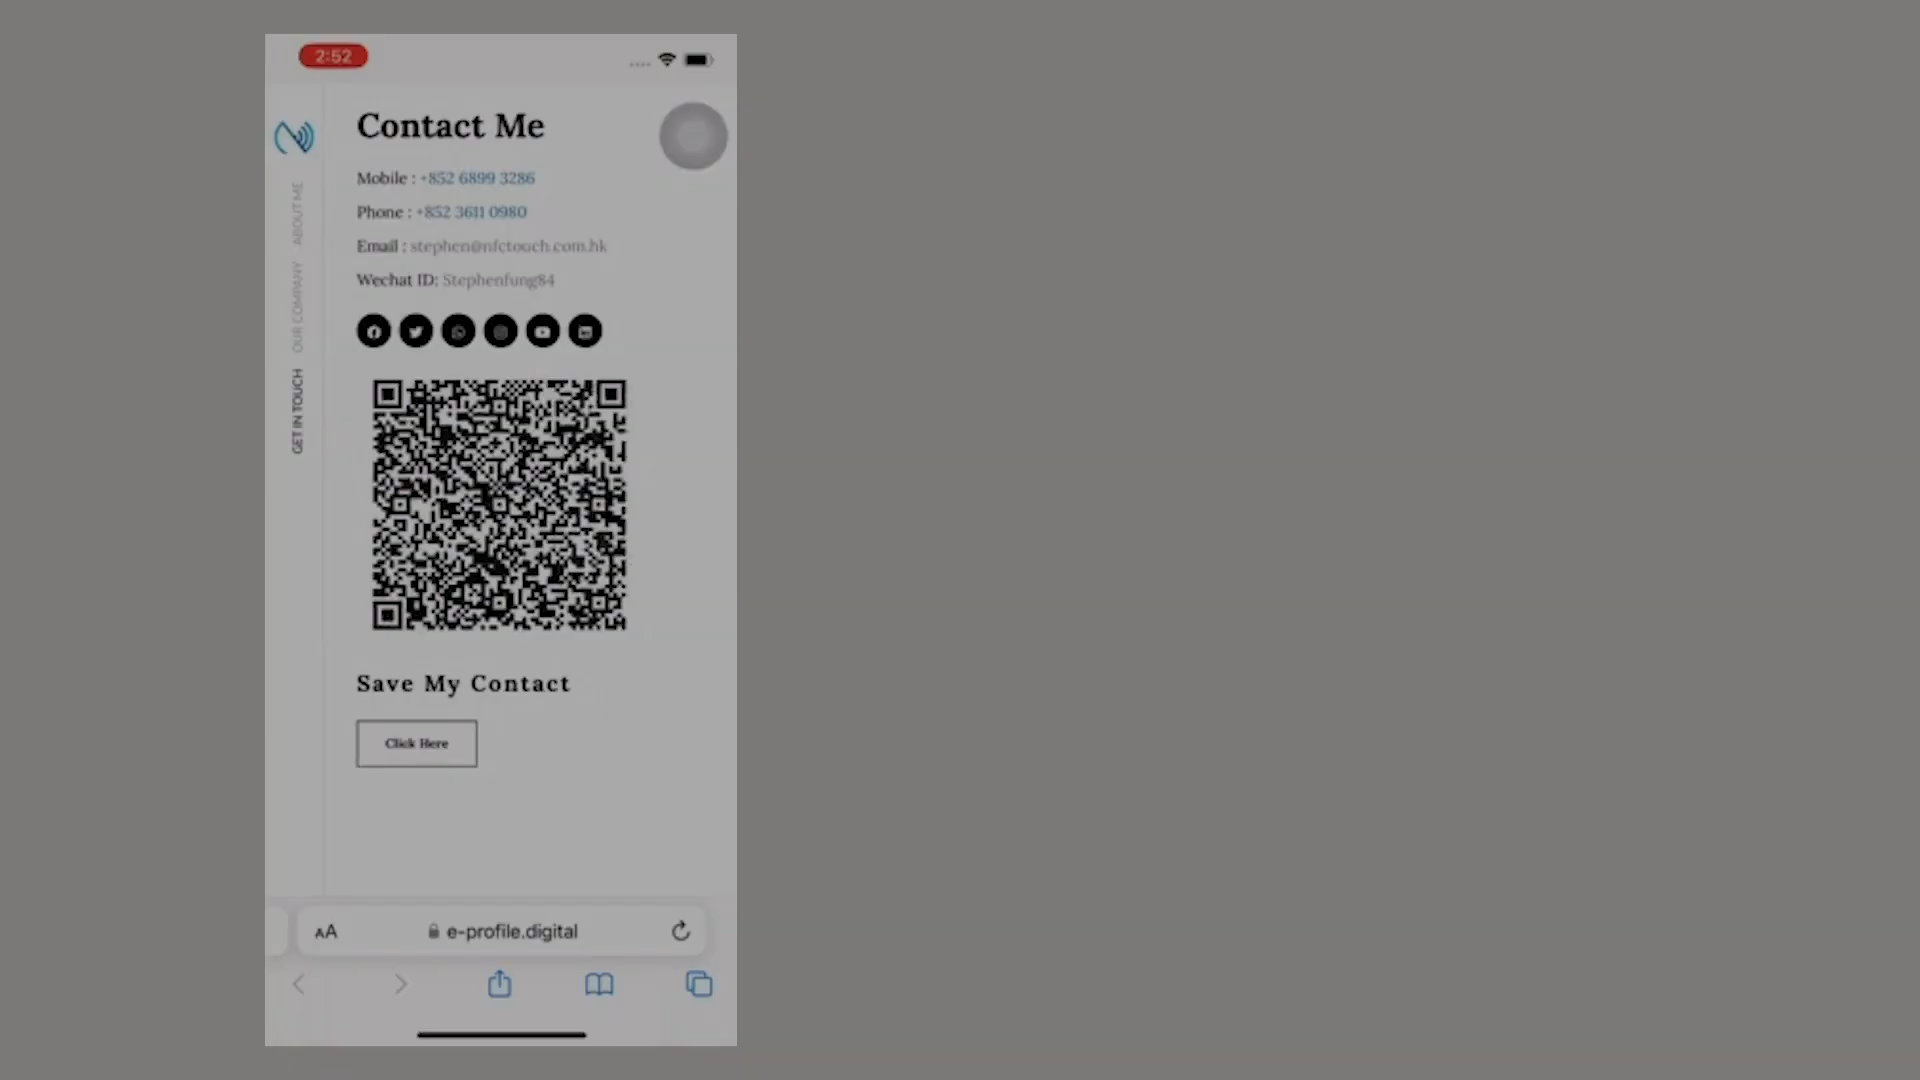 2:52
Contact Me
Mobile : +852 6899 3286
Phone : +852 3611 0980
Email : stephen@nfctouch.com.hk
Wechat ID: Stephenfung84
ABOUT ME
OUR COMPANY
GET IN TOUCH
Save My Contact
Click Here
AA
e-profile.digital